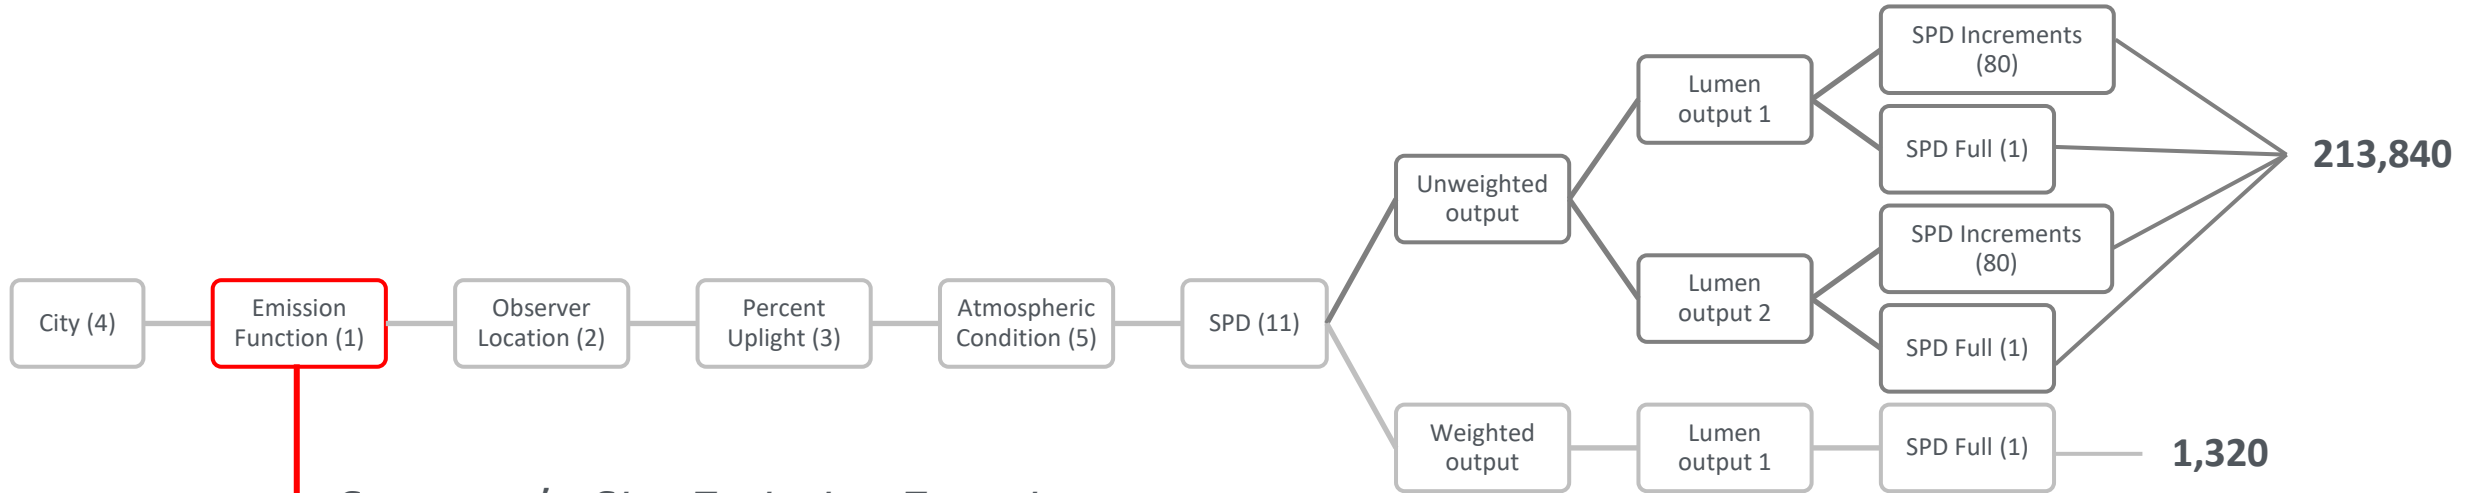 City (4)
Emission
Function (1)
Observer
Location (2)
Percent
Uplight (3)
Atmospheric
Condition (5)
SPD (11)
Unweighted
output
Lumen
output 1
SPD Increments
(80)
SPD Full (1)
Lumen
output 2
SPD Increments
(80)
SPD Full (1)
213,840
Weighted
output
Lumen
output 1
SPD Full (1)
1,320